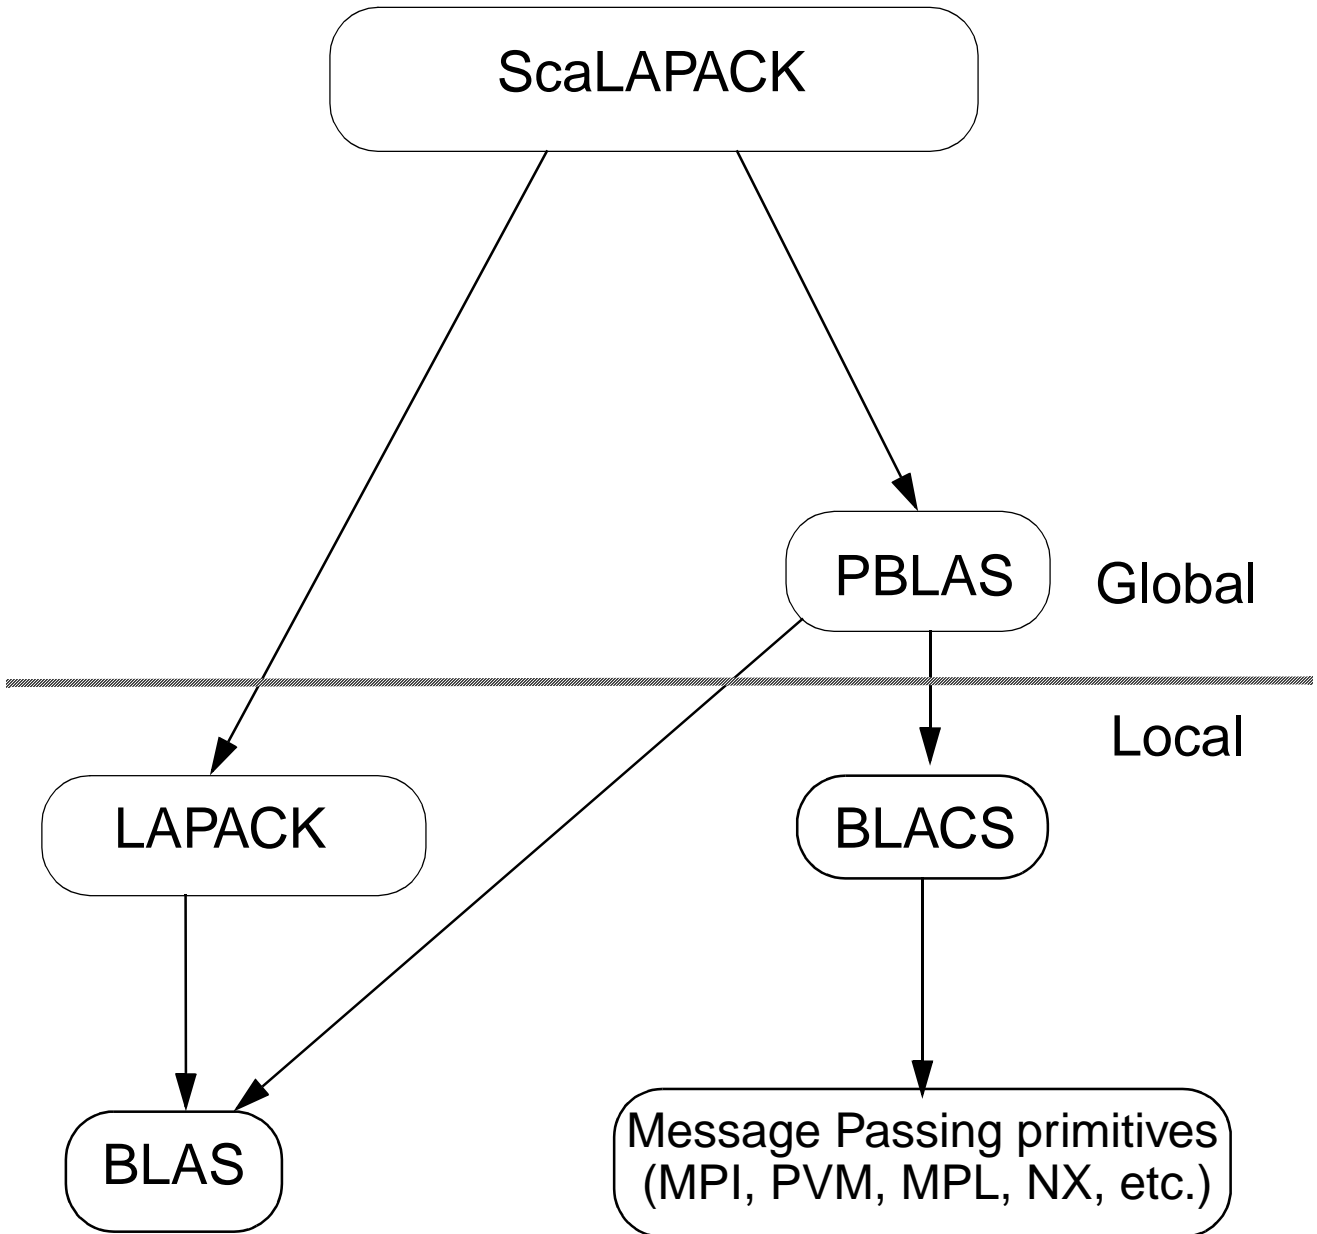 ScaLAPACK
PBLAS
Global
Local
LAPACK
BLACS
BLAS
Message Passing primitives
(MPI, PVM, MPL, NX, etc.)